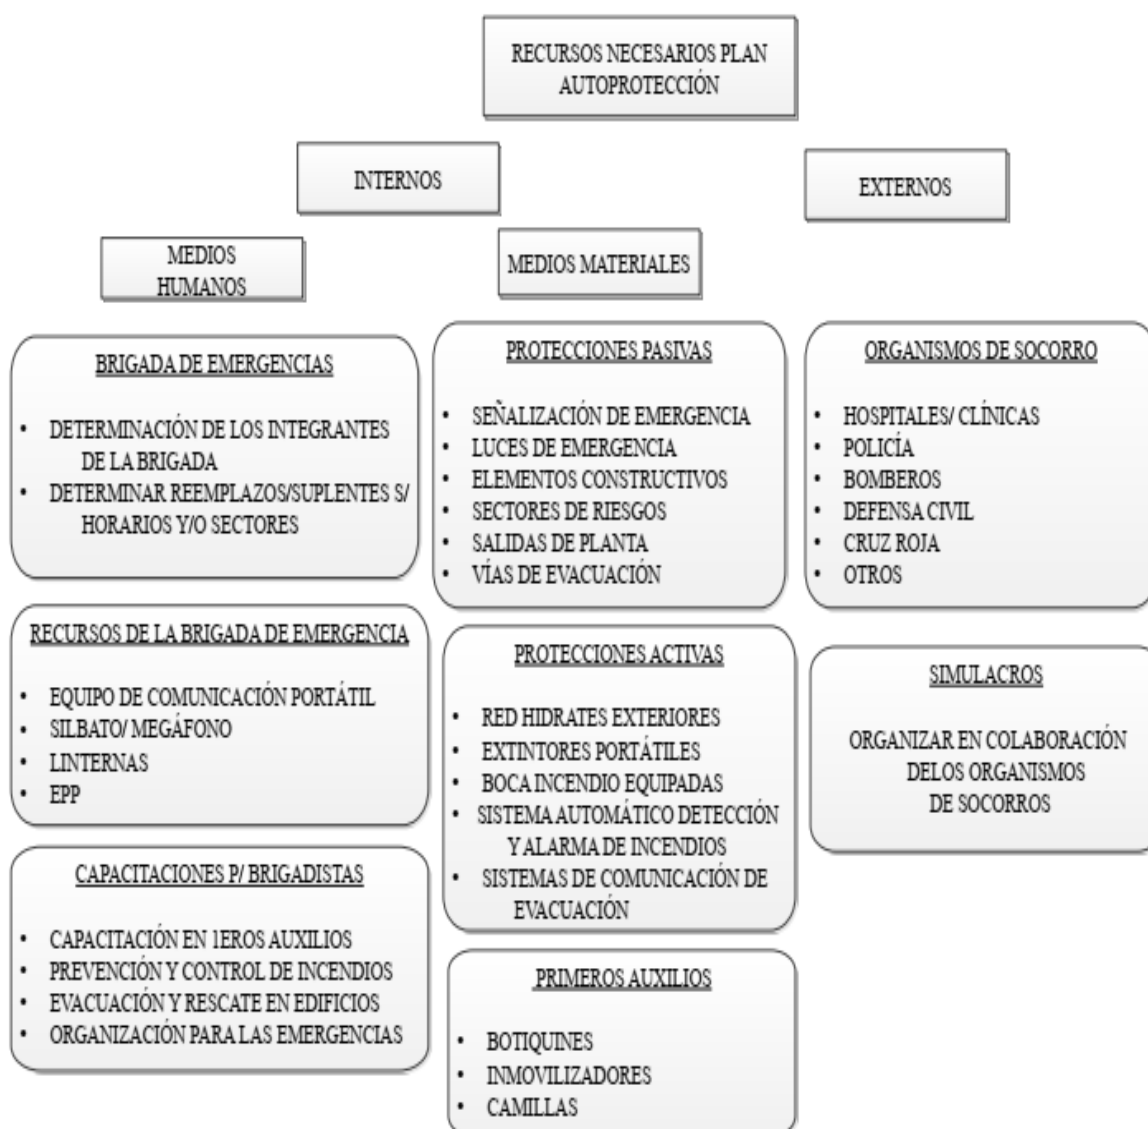 RECURSOS NECESARIOS PLAN
AUTOPROTECCIÓN
INTERNOS
EXTERNOS
MEDIOS
HUMANOS
MEDIOS MATERIALES
BRIGADA DE EMERGENCIAS
• DETERMINACIÓN DE LOS INTEGRANTES
DE LA BRIGADA
• DETERMINAR REEMPLAZOS/SUPLENTES S/
HORARIOS Y/O SECTORES
RECURSOS DE LA BRIGADA DE EMERGENCIA
• EQUIPO DE COMUNICACIÓN PORTÁTIL
• SILBATO/ MEGÁFONO
• LINTERNAS
• EPP
CAPACITACIONES P/ BRIGADISTAS
• CAPACITACIÓN EN 1EROS AUXILIOS
• PREVENCIÓN Y CONTROL DE INCENDIOS
• EVACUACIÓN Y RESCATE EN EDIFICIOS
• ORGANIZACIÓN PARA LAS EMERGENCIAS
PROTECCIONES PASIVAS
• SEÑALIZACIÓN DE EMERGENCIA
• LUCES DE EMERGENCIA
• ELEMENTOS CONSTRUCTIVOS
• SECTORES DE RIESGOS
• SALIDAS DE PLANTA
• VÍAS DE EVACUACIÓN
PROTECCIONES ACTIVAS
• RED HIDRATES EXTERIORES
• EXTINTORES PORTÁTILES
• BOCA INCENDIO EQUIPADAS
• SISTEMA AUTOMÁTICO DETECCIÓN
Y ALARMA DE INCENDIOS
• SISTEMAS DE COMUNICACIÓN DE
EVACUACIÓN
PRIMEROS AUXILIOS
• BOTIQUINES
• INMOVILIZADORES
• CAMILLAS
ORGANISMOS DE SOCORRO
• HOSPITALES/ CLÍNICAS
• POLICÍA
• BOMBEROS
• DEFENSA CIVIL
• CRUZ ROJA
• OTROS
SIMULACROS
ORGANIZAR EN COLABORACIÓN
DELOS ORGANISMOS
DE SOCORROS